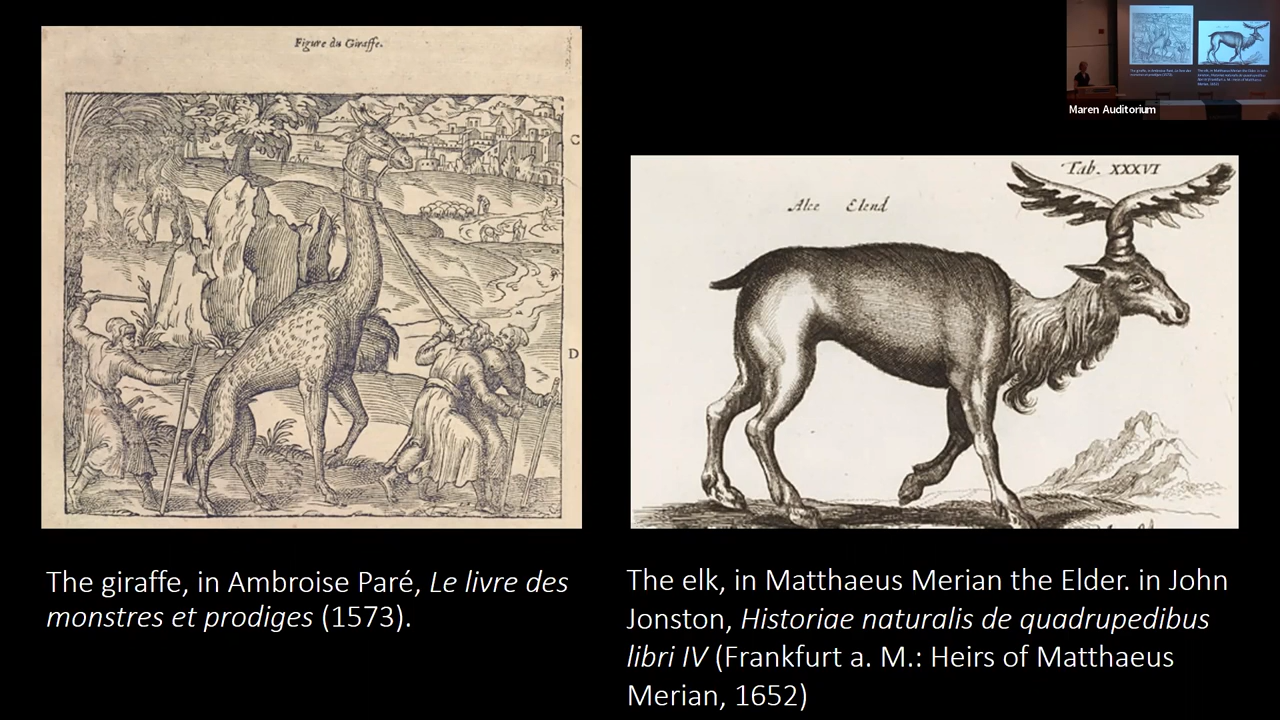 Figure du Giraffe.
C
D
Tab. XXXVI
Alce Elend
The giraffe, in Ambroise Paré, Le livre des
monstres et prodiges (1573).
The elk, in Matthaeus Merian the Elder. in John
Jonston, Historiae naturalis de quadrupedibus
libri IV (Frankfurt a. M.: Heirs of Matthaeus
Merian, 1652)
Maren Auditorium